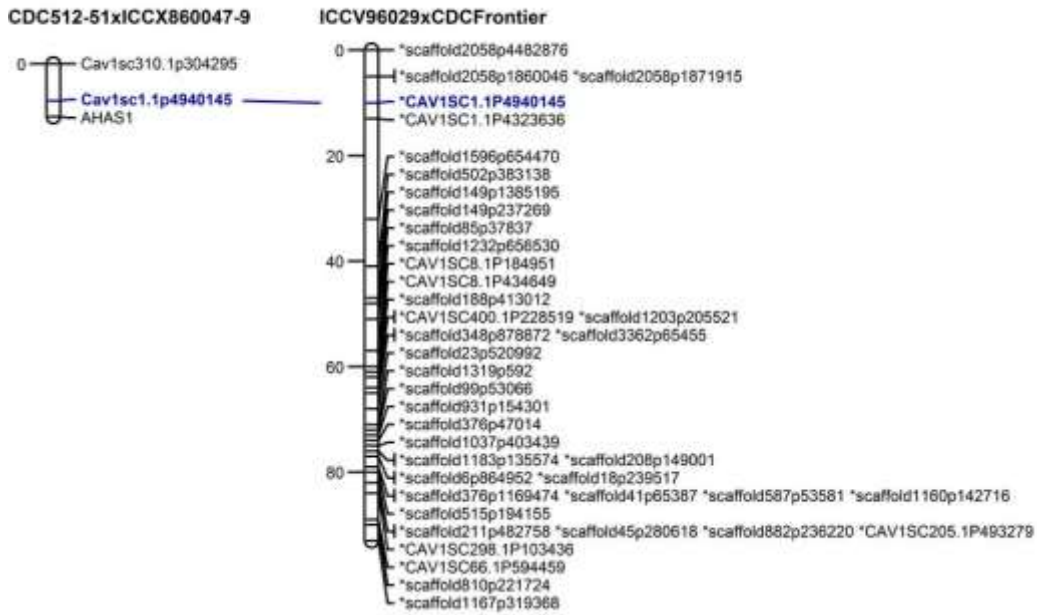 CDC512-51xICCX860047-9
0 Cav1sc310.1p304295
Cav1sc1.1p4940145
AHAS1
ICCV96029xCDCFrontier
0 *scaffold2058p4482876
*scaffold2058p1860046 *scaffold2058p1871915
*CAV1SC1.1P4940145
*CAV1SC1.1P4323636
20 *scaffold1596p654470
*scaffold502p383138
*scaffold149p1385195
*scaffold149p237269
*scaffold85p37837
*scaffold1232p656530
40 *CAV1SC8.1P184951
*CAV1SC8.1P434649
*scaffold188p413012
*CAV1SC400.1P228519 *scaffold1203p205521
*scaffold348p878872 *scaffold3362p65455
*scaffold23p520992
60 *scaffold1319p592
*scaffold99p53066
*scaffold931p154301
*scaffold376p47014
*scaffold1037p403439
*scaffold1183p135574 *scaffold208p149001
80 *scaffold6p864952 *scaffold18p239517
*scaffold376p1169474 *scaffold41p65387 *scaffold587p53581 *scaffold1160p142716
*scaffold515p194155
*scaffold211p482758 *scaffold45p280618 *scaffold882p236220 *CAV1SC205.1P493279
*CAV1SC298.1P103436
*CAV1SC66.1P594459
*scaffold810p221724
*scaffold1167p319368